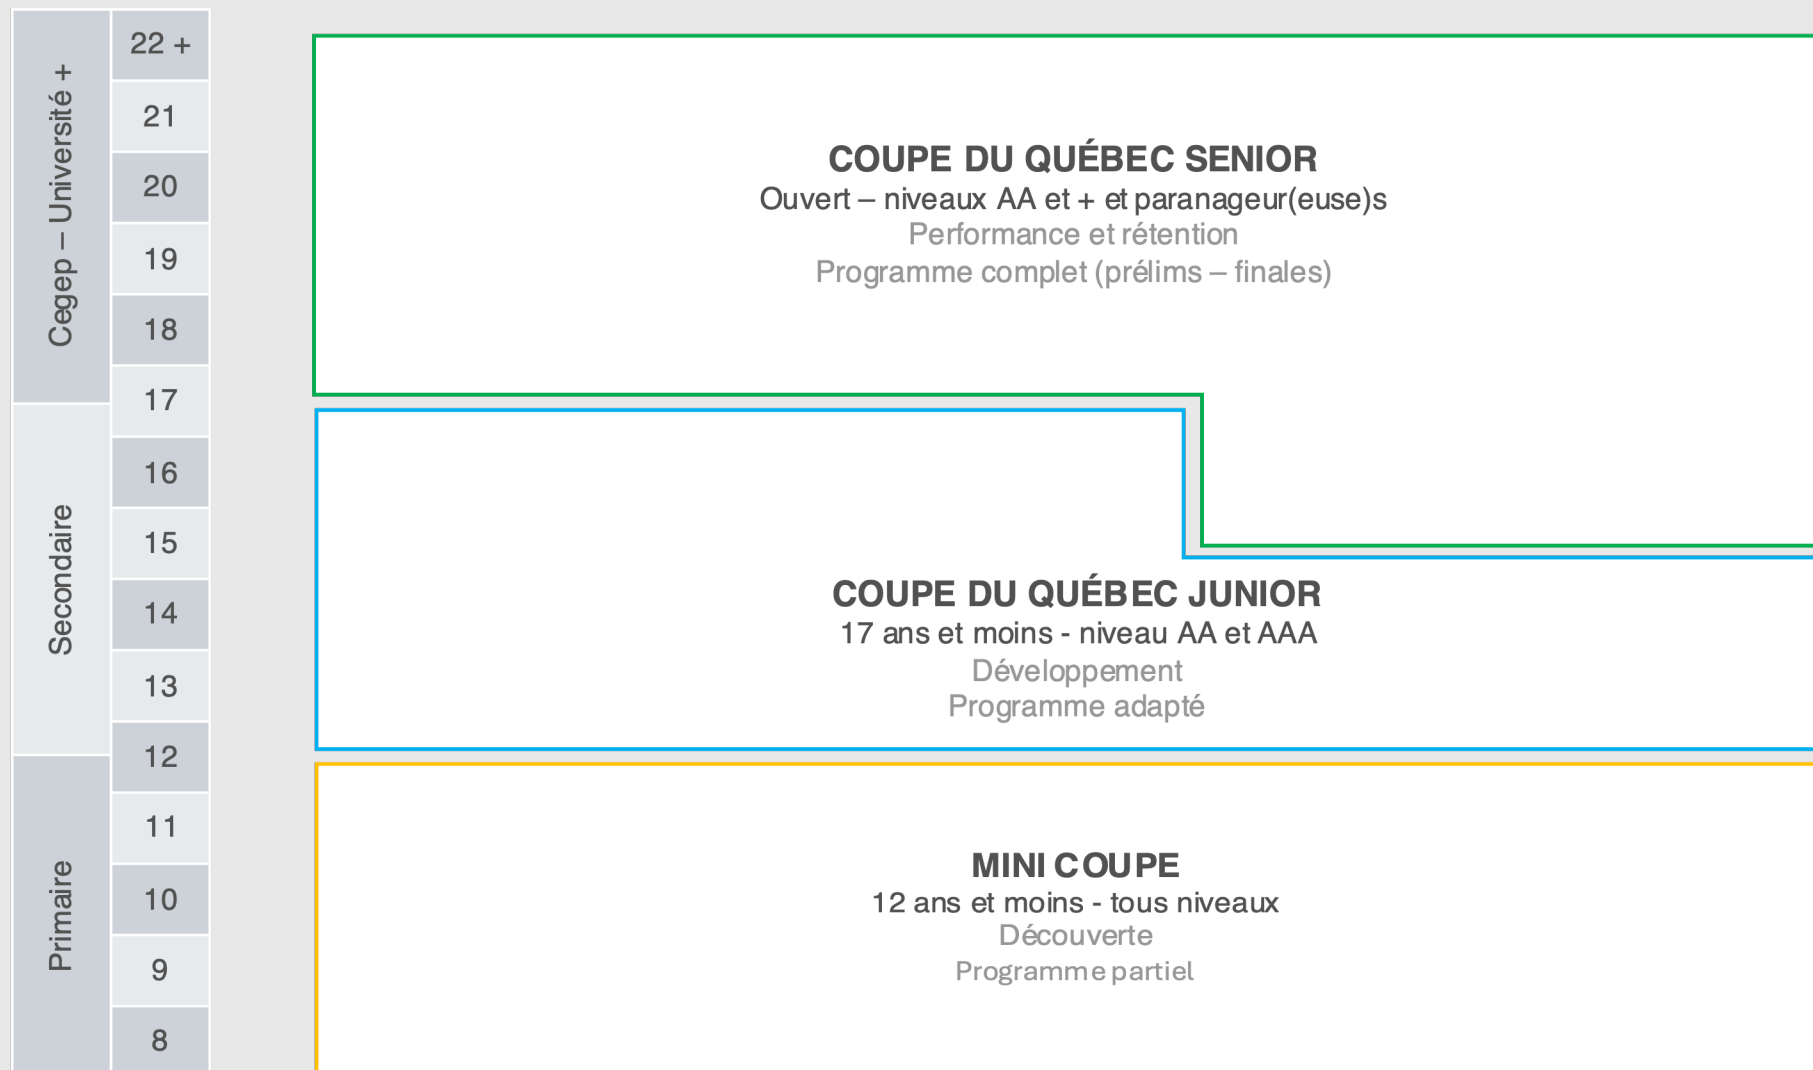 Cegep – Université +
Secondaire
Primaire
22 +
21
20
19
18
17
16
15
14
13
12
11
10
9
8
COUPE DU QUÉBEC SENIOR
Ouvert – niveaux AA et + et paranageur(euse)s
Performance et rétention
Programme complet (prélims – finales)
COUPE DU QUÉBEC JUNIOR
17 ans et moins - niveau AA et AAA
Développement
Programme adapté
MINI COUPE
12 ans et moins - tous niveaux
Découverte
Programme partiel